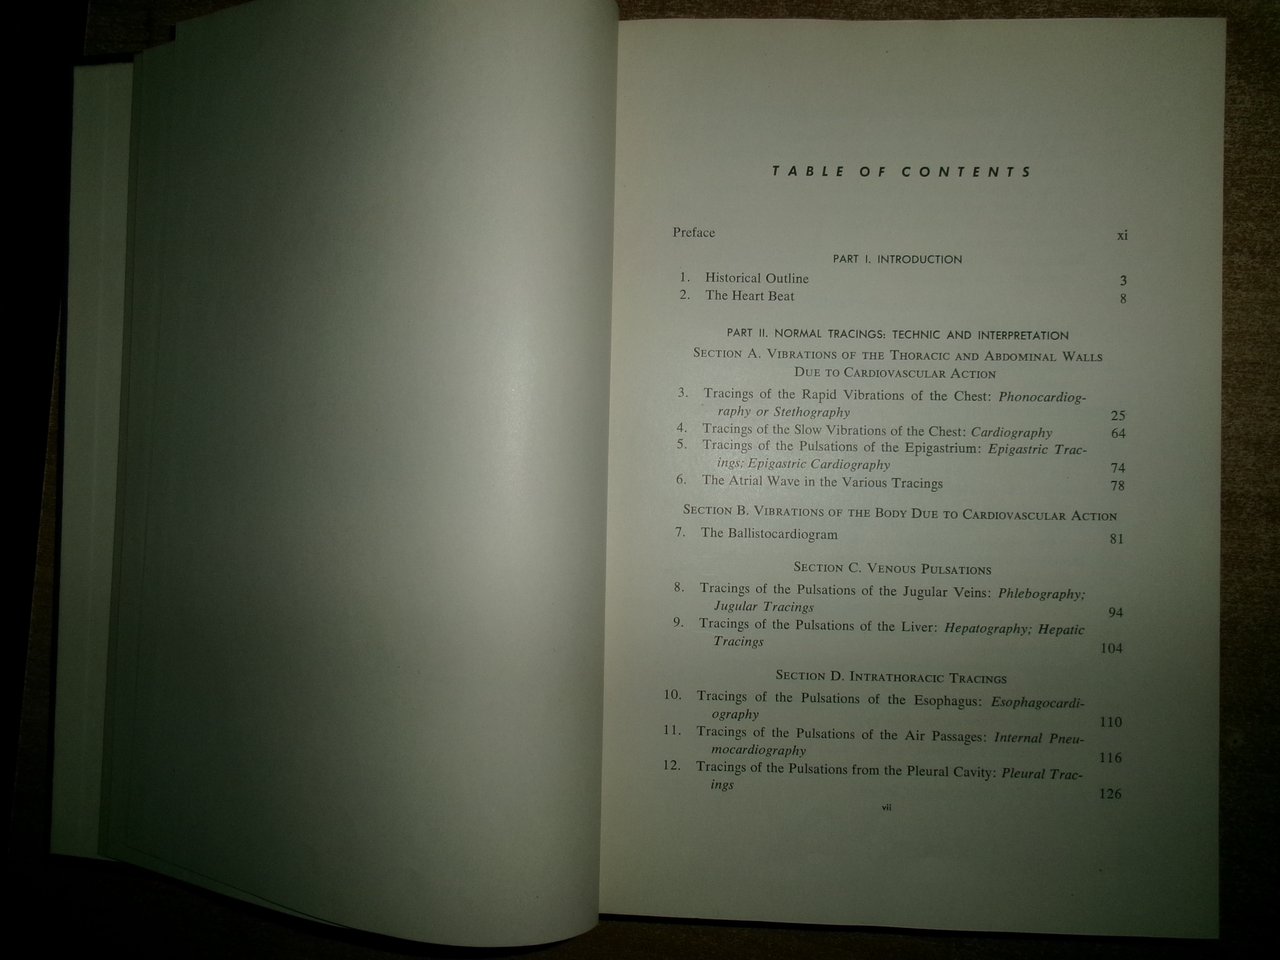 TABLE OF CONTENTS
Preface xi
PART I. INTRODUCTION
1. Historical Outline 3
2. The Heart Beat 8
PART II. NORMAL TRACINGS: TECHNIC AND INTERPRETATION
SECTION A. VIBRATIONS OF THE THORACIC AND ABDOMINAL WALLS
DUE TO CARDIOVASCULAR ACTION
3. Tracings of the Rapid Vibrations of the Chest: Phonocardiog-
raphy or Stethography 25
4. Tracings of the Slow Vibrations of the Chest: Cardiography 64
5. Tracings of the Pulsations of the Epigastrium: Epigastric Trac-
ings; Epigastric Cardiography 74
6. The Atrial Wave in the Various Tracings 78
SECTION B. VIBRATIONS OF THE BODY DUE TO CARDIOVASCULAR ACTION
7. The Ballistocardiogram 81
SECTION C. VENOUS PULSATIONS
8. Tracings of the Pulsations of the Jugular Veins: Phlebography;
Jugular Tracings 94
9. Tracings of the Pulsations of the Liver: Hepatography; Hepatic
Tracings 104
SECTION D. INTRATHORACIC TRACINGS
10. Tracings of the Pulsations of the Esophagus: Esophagocardi-
ography 110
11. Tracings of the Pulsations of the Air Passages: Internal Pneu-
mocardiography 116
12. Tracings of the Pulsations from the Pleural Cavity: Pleural Trac-
ings 126
vii